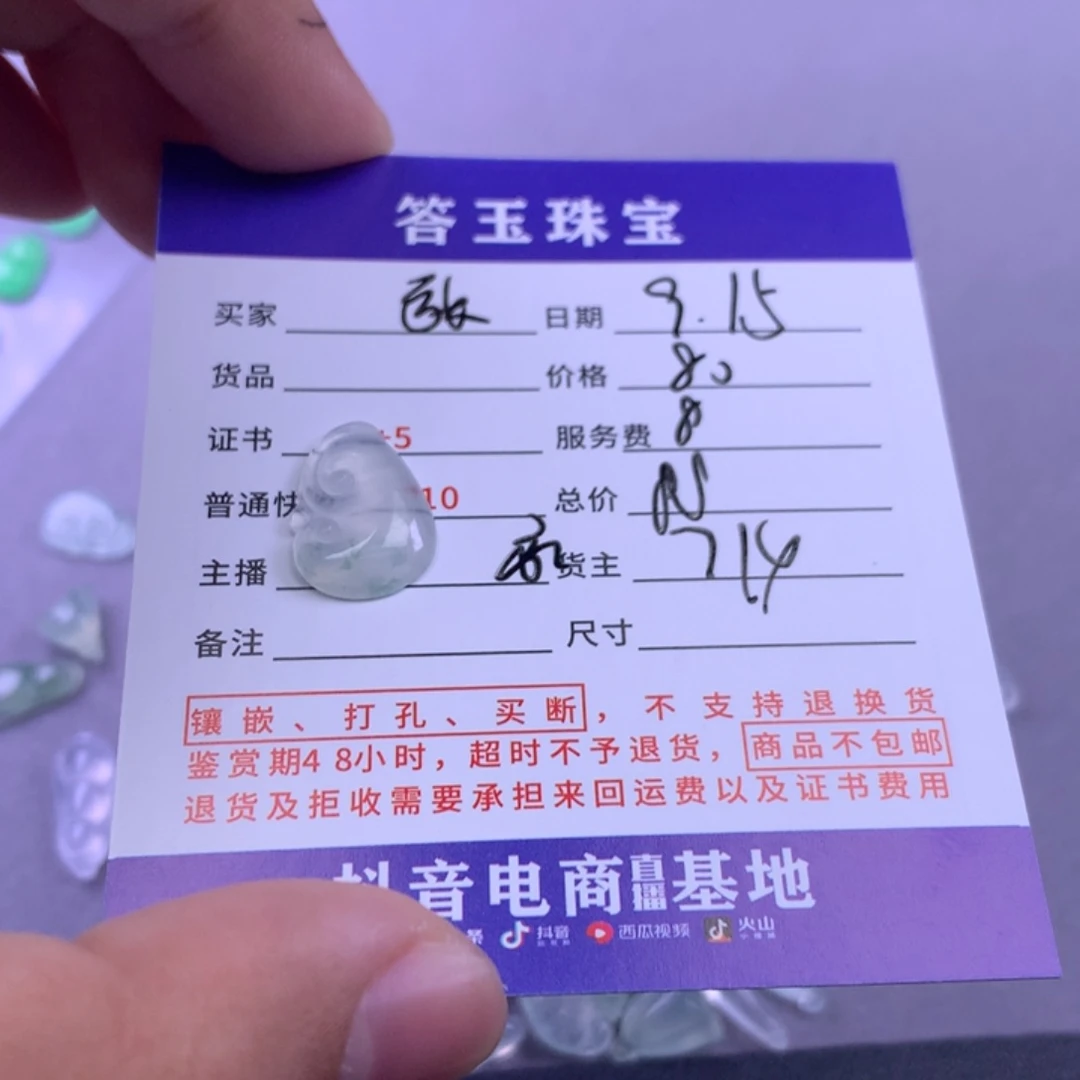 答玉珠宝
买家 日期 9.15
货品 价格 80
证书 +5 服务费 8
普通快 10 总价
主播 货主 714
备注 尺寸
镶嵌、打孔、买断，不支持退换货
鉴赏期48小时，超时不予退货，商品不包邮
退货及拒收需要承担来回运费以及证书费用
抖音电商直播基地
条 抖音 西瓜视频 火山